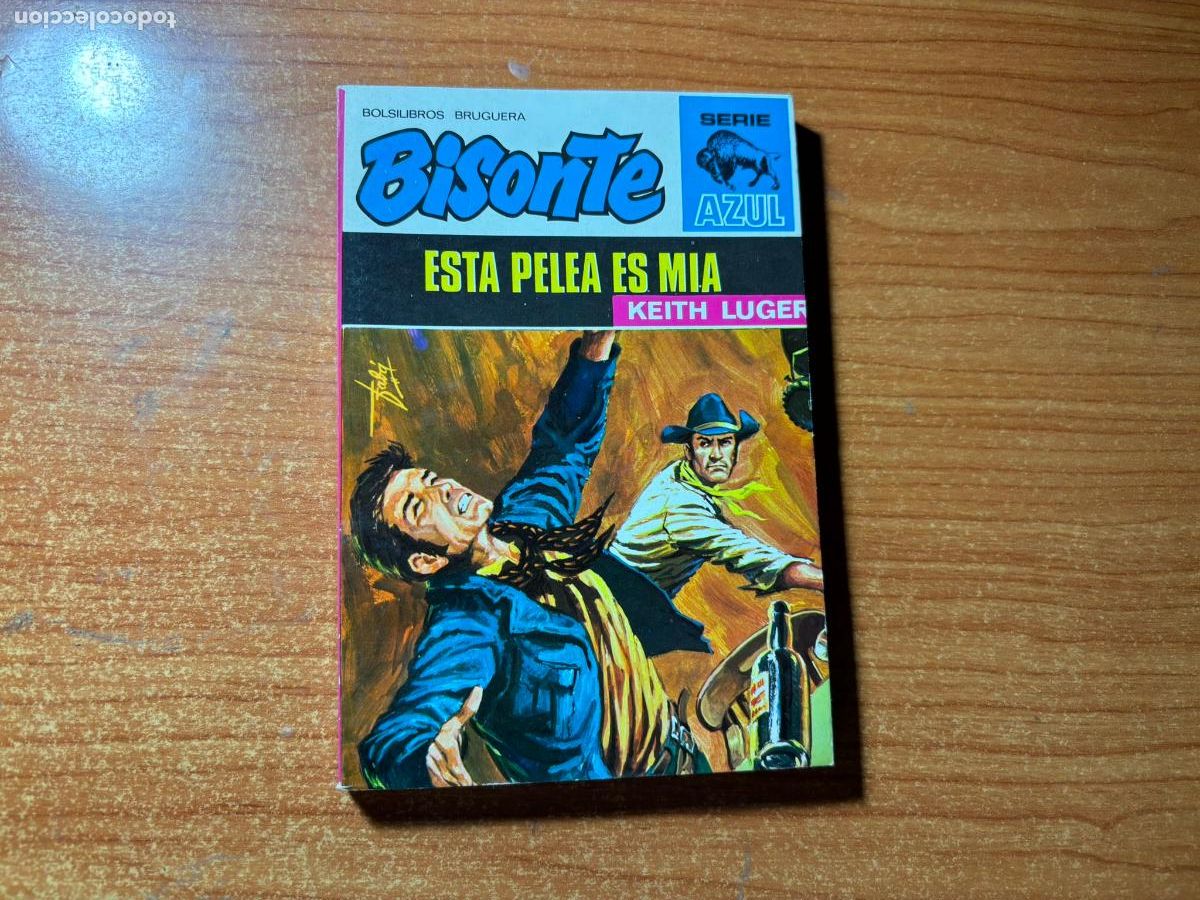 todocoleccion
BOLSILIBROS BRUGUERA
Bisonte
SERIE
AZUL
ESTA PELEA ES MIA
KEITH LUGER